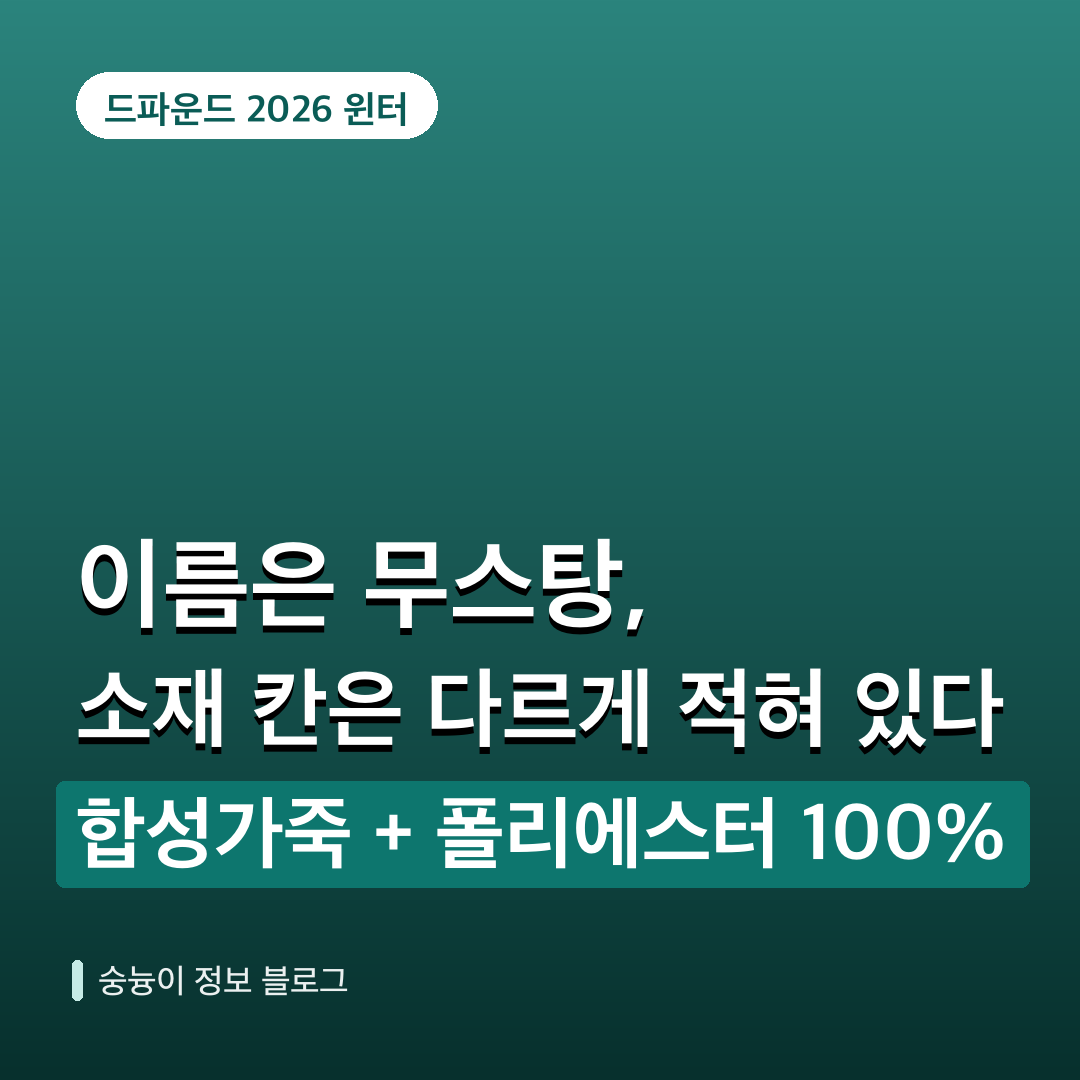 드파운드 2026 윈터
이름은 무스탕,
소재 칸은 다르게 적혀 있다
합성가죽 + 폴리에스터 100%
숭늉이 정보 블로그